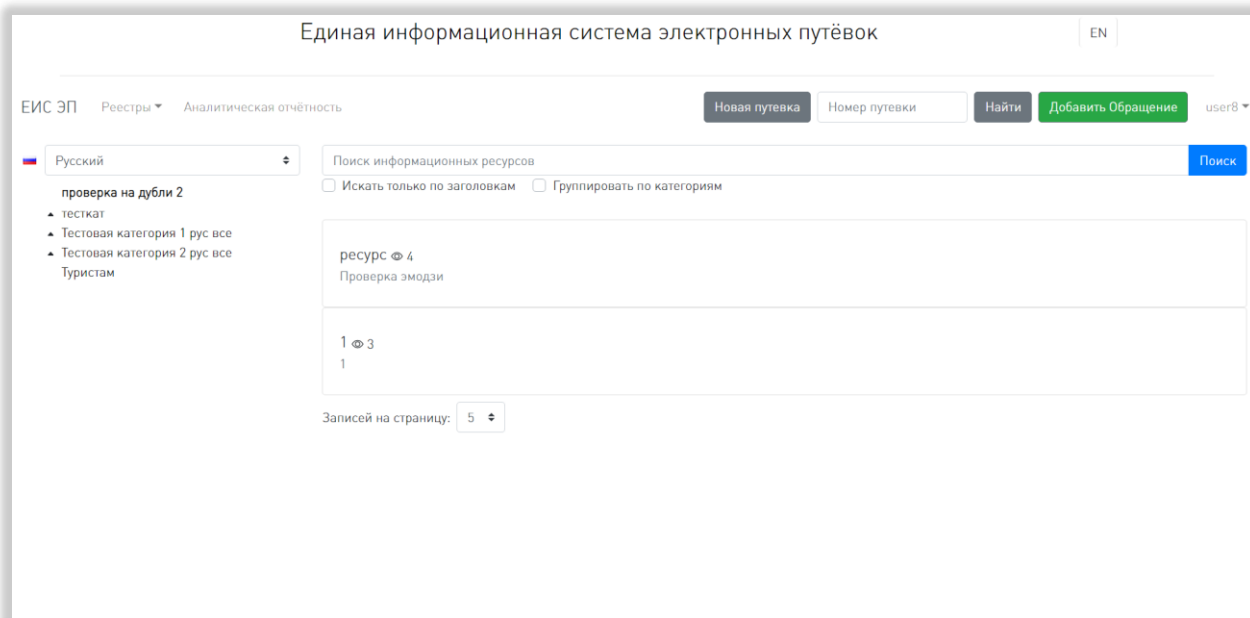 Единая информационная система электронных путёвок
EN
ЕИС ЭП Реестры Аналитическая отчётность Новая путевка Номер путевки Найти Добавить Обращение user8
Русский
Поиск информационных ресурсов Поиск
Искать только по заголовкам Группировать по категориям
проверка на дубли 2
тесткат
Тестовая категория 1 рус все
Тестовая категория 2 рус все
Туристам
ресурс 4
Проверка эмодзи
1 3
1
Записей на страницу: 5